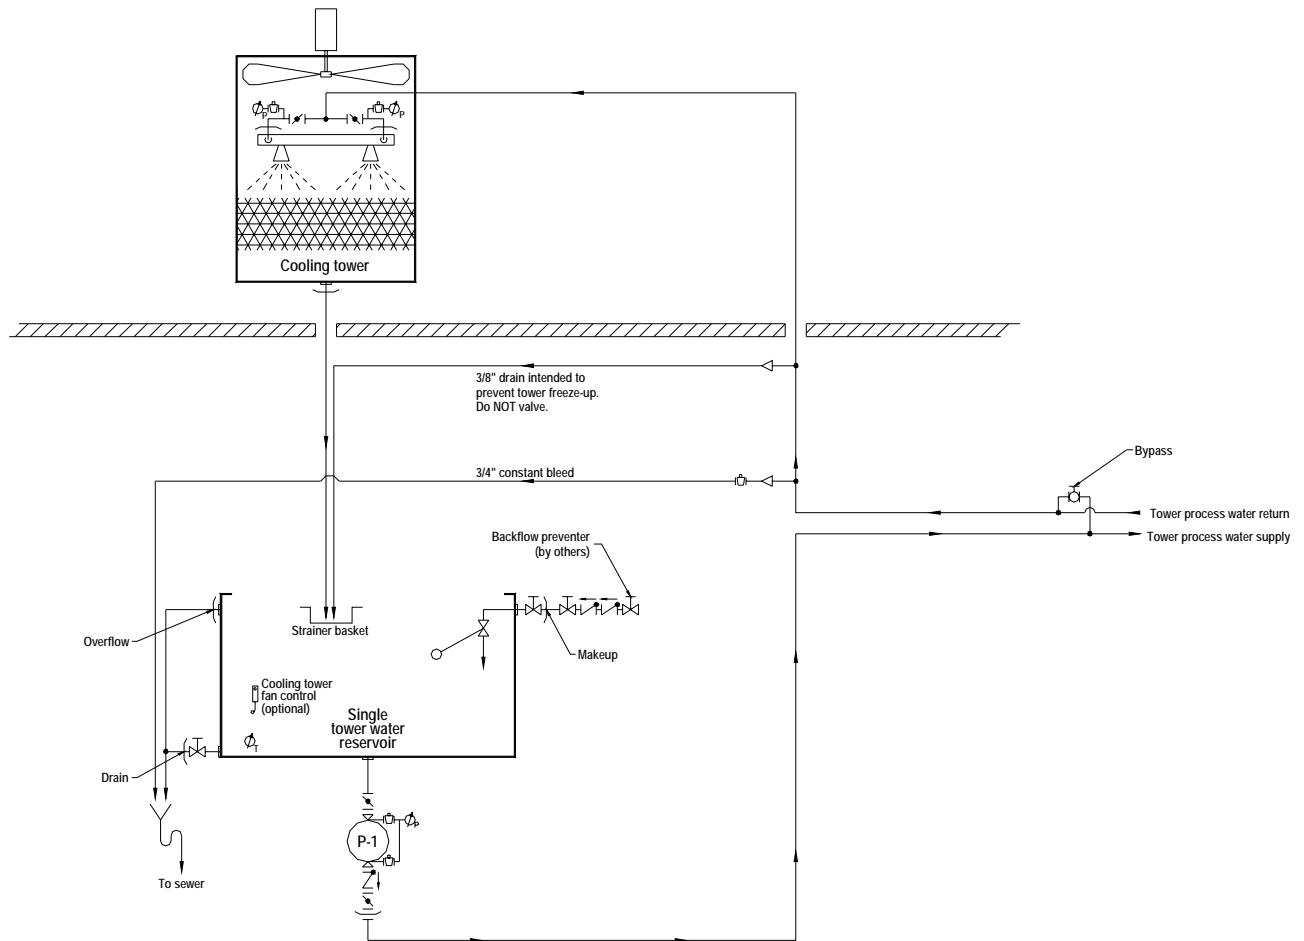 P
P
Cooling tower
3/8" drain intended to
prevent tower freeze-up.
Do NOT valve.
Bypass
3/4" constant bleed
Tower process water return
Tower process water supply
Backflow preventer
(by others)
Strainer basket
Overflow
Makeup
Cooling tower
fan control
(optional)
Single
tower water
reservoir
T
Drain
P
P-1
To sewer